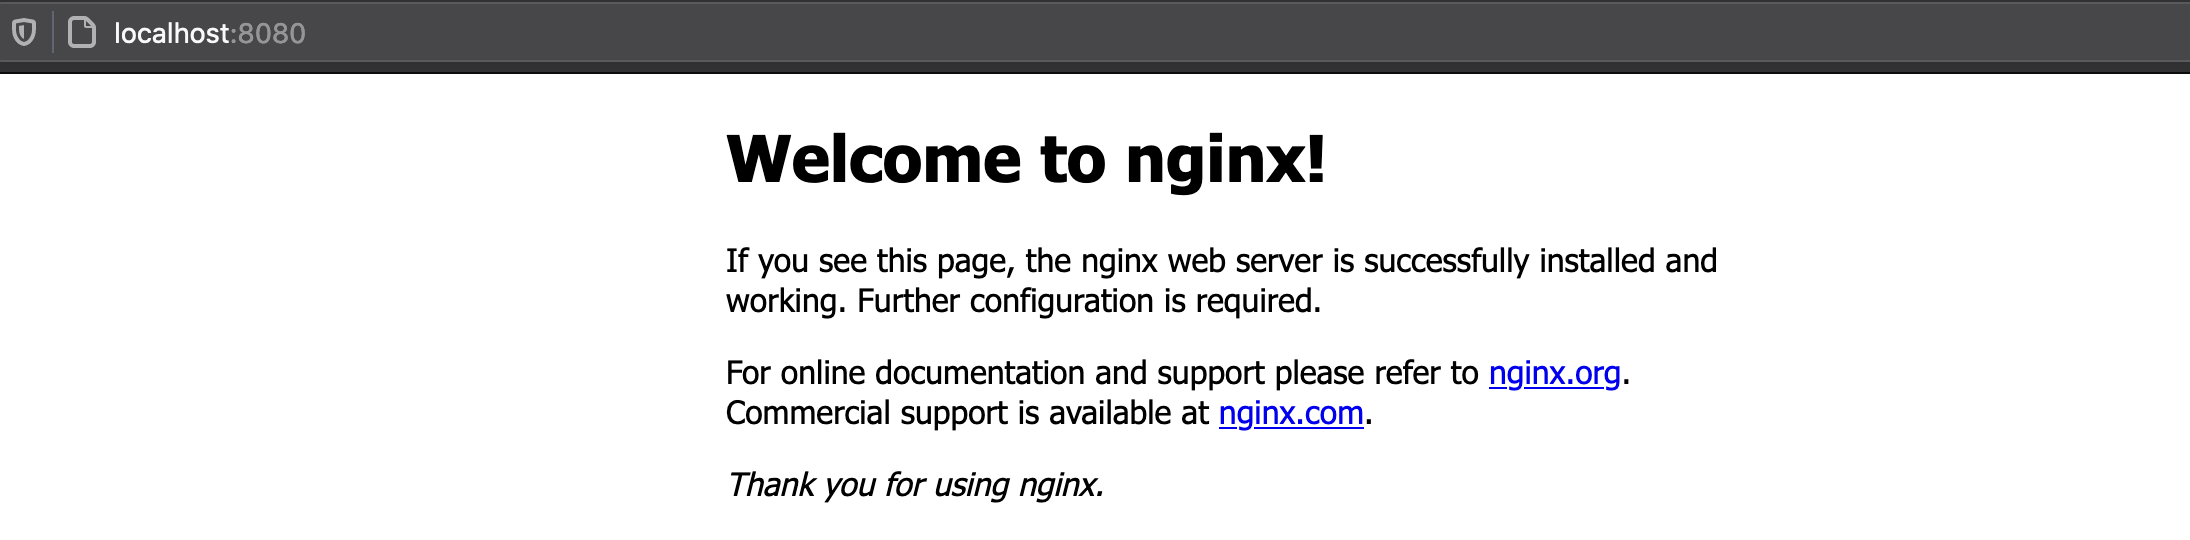 localhost:8080
Welcome to nginx!
If you see this page, the nginx web server is successfully installed and
working. Further configuration is required.
For online documentation and support please refer to nginx.org.
Commercial support is available at nginx.com.
Thank you for using nginx.